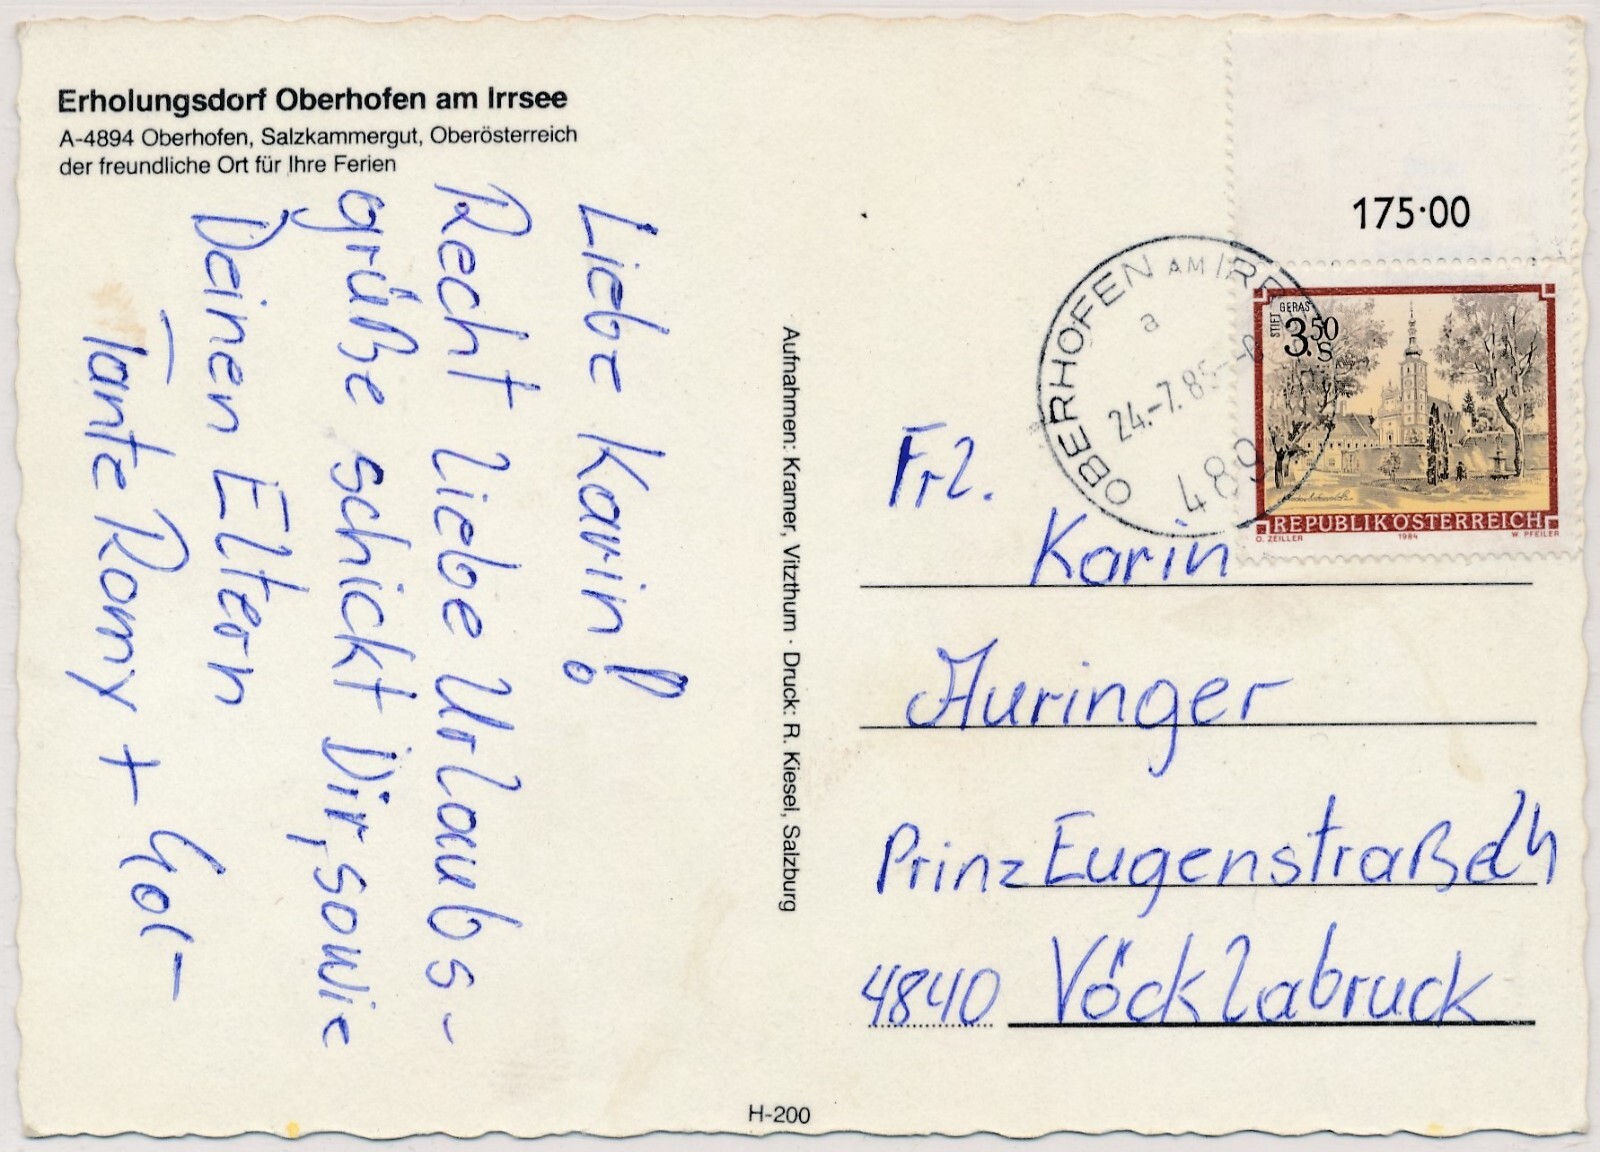 Erholungsdorf Oberhofen am Irrsee
A-4894 Oberhofen, Salzkammergut, Oberösterreich
der freundliche Ort für Ihre Ferien
Liebe Karin!
Recht liebe Urlaubs-
grüße schickt Dir, sowie
Deinen Eltern
Tante Romy +
Aufnahmen: Kramer, Vitzthum · Druck: R. Kiesel, Salzburg
H-200
175·00
OBERHOFEN AM IRR
a
24.-7.85
489
STIFT GERAS
3.50 S
REPUBLIK ÖSTERREICH
O. ZEILLER 1984 W. PFEILER
Frl.
Karin
Auringer
Prinz Eugenstraße
4840 Vöcklabruck